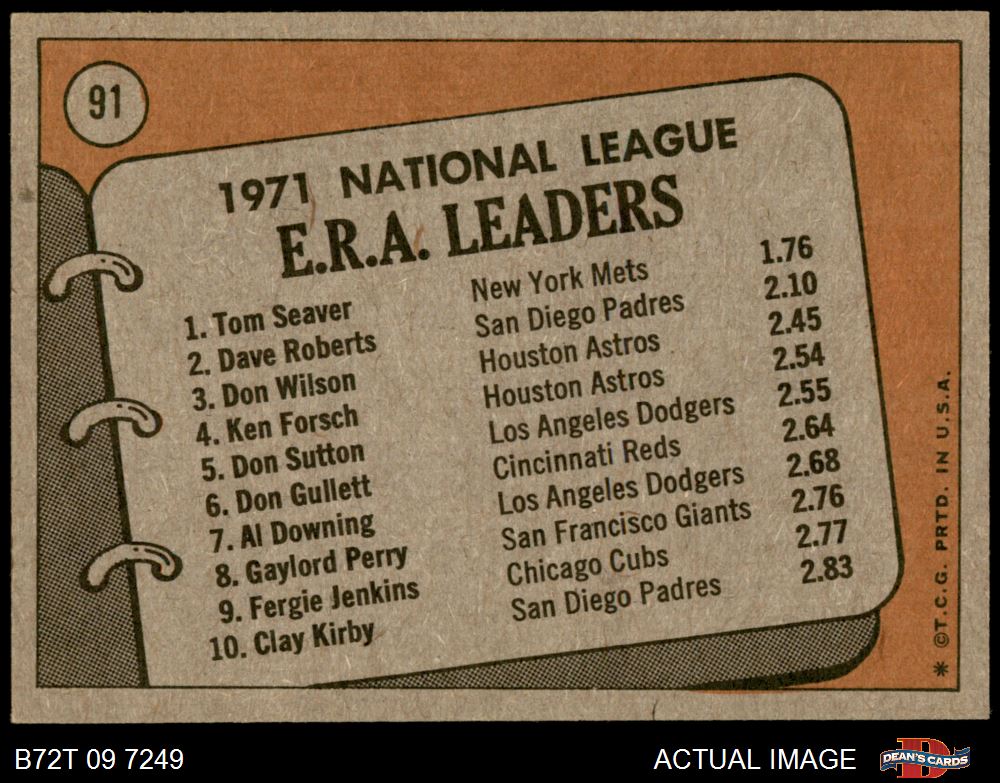 91
1971 NATIONAL LEAGUE
E.R.A. LEADERS
1. Tom Seaver New York Mets 1.76
2. Dave Roberts San Diego Padres 2.10
3. Don Wilson Houston Astros 2.45
4. Ken Forsch Houston Astros 2.54
5. Don Sutton Los Angeles Dodgers 2.55
6. Don Gullett Cincinnati Reds 2.64
7. Al Downing Los Angeles Dodgers 2.68
8. Gaylord Perry San Francisco Giants 2.76
9. Fergie Jenkins Chicago Cubs 2.77
10. Clay Kirby San Diego Padres 2.83
* ©T.C.G. PRTD. IN U.S.A.
B72T 09 7249 ACTUAL IMAGE DEAN'S CARDS